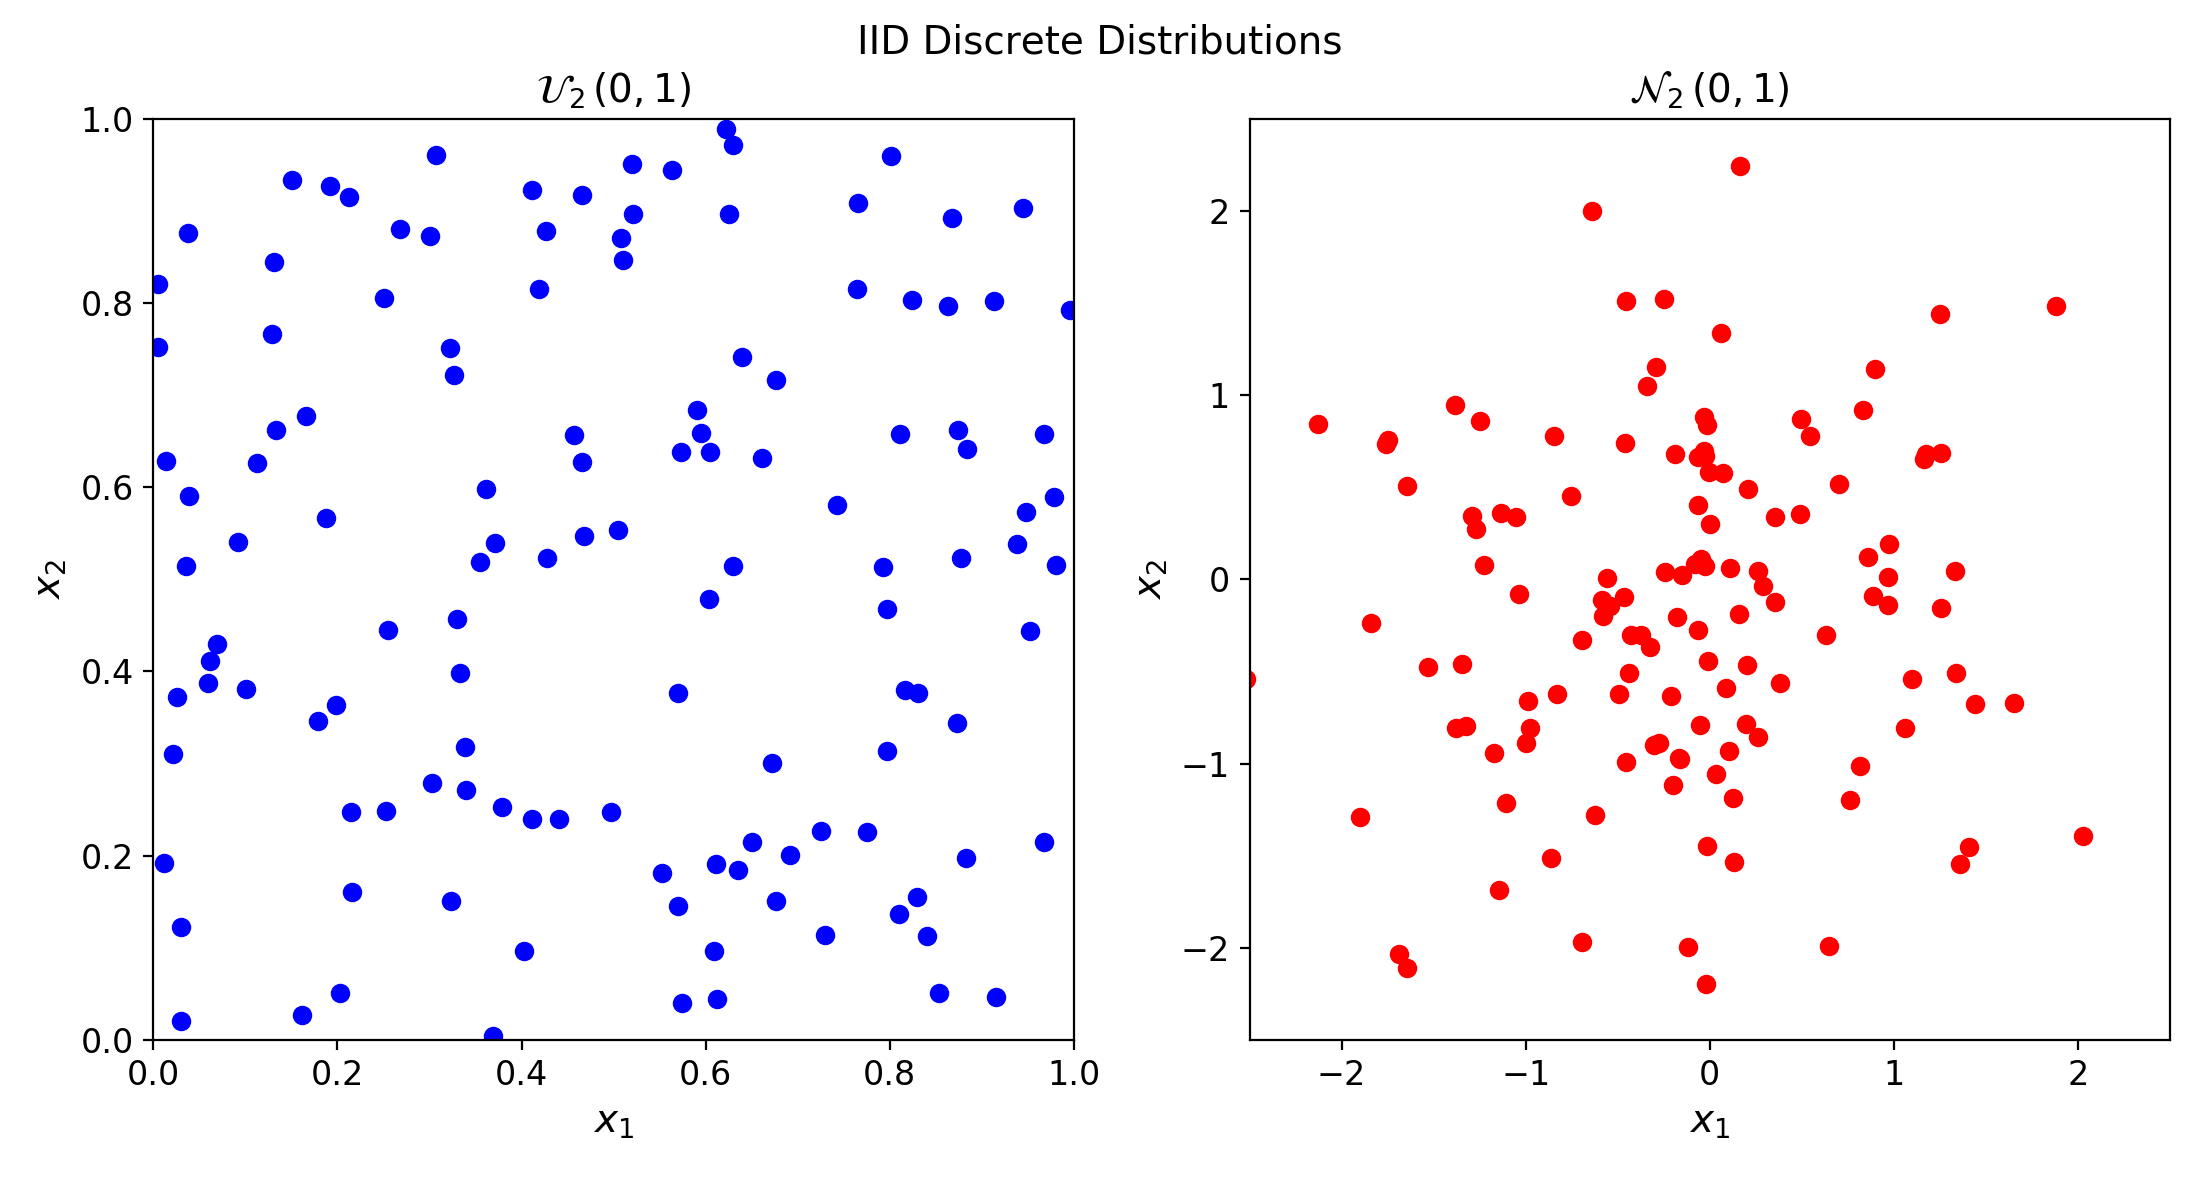 IID Discrete Distributions
𝒰₂(0, 1)
1.0
0.8
0.6
0.4
0.2
0.0
x₂
0.0 0.2 0.4 0.6 0.8 1.0
x₁
𝒩₂(0, 1)
2
1
0
−1
−2
x₂
−2 −1 0 1 2
x₁